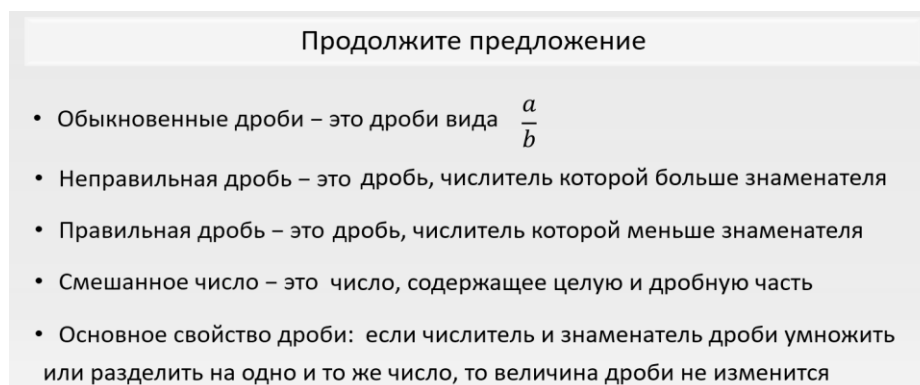 Продолжите предложение
• Обыкновенные дроби – это дроби вида a/b
• Неправильная дробь – это дробь, числитель которой больше знаменателя
• Правильная дробь – это дробь, числитель которой меньше знаменателя
• Смешанное число – это число, содержащее целую и дробную часть
• Основное свойство дроби: если числитель и знаменатель дроби умножить
или разделить на одно и то же число, то величина дроби не изменится